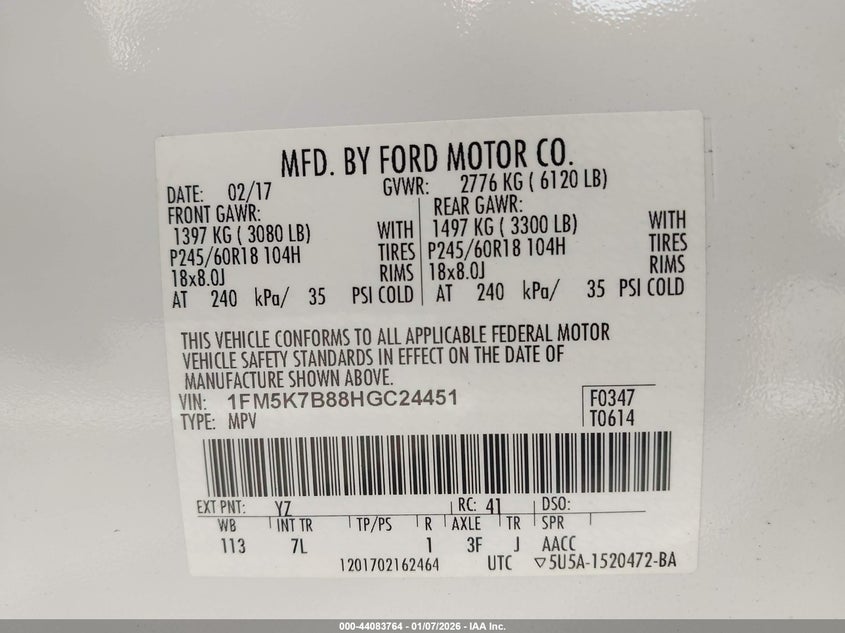 MFD. BY FORD MOTOR CO.
DATE: 02/17 GVWR: 2776 KG ( 6120 LB)
FRONT GAWR: REAR GAWR:
1397 KG ( 3080 LB) WITH 1497 KG ( 3300 LB) WITH
P245/60R18 104H TIRES P245/60R18 104H TIRES
18x8.0J RIMS 18x8.0J RIMS
AT 240 kPa/ 35 PSI COLD AT 240 kPa/ 35 PSI COLD
THIS VEHICLE CONFORMS TO ALL APPLICABLE FEDERAL MOTOR
VEHICLE SAFETY STANDARDS IN EFFECT ON THE DATE OF
MANUFACTURE SHOWN ABOVE.
VIN: 1FM5K7B88HGC24451 F0347
TYPE: MPV T0614
EXT PNT: YZ RC: 41 DSO:
WB INT TR TP/PS R AXLE TR SPR
113 7L 1 3F J AACC
1201702162464 UTC ▽5U5A-1520472-BA
000-44083764 - 01/07/2026 - IAA Inc.